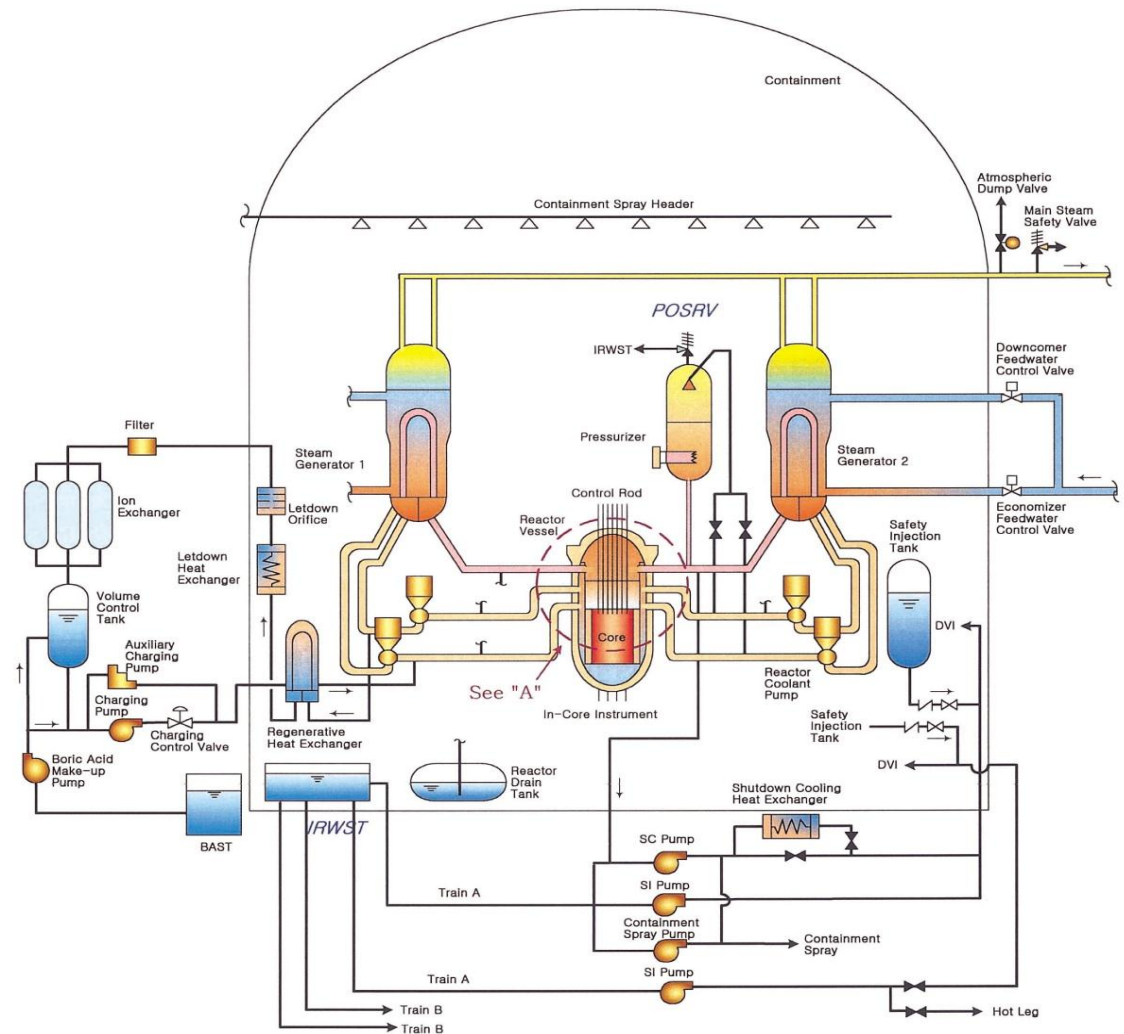 Containment
Atmospheric
Dump Valve
Main Steam
Safety Valve
Containment Spray Header
POSRV
IRWST
Downcomer
Feedwater
Control Valve
Filter
Pressurizer
Steam
Generator 1
Steam
Generator 2
Ion
Exchanger
Letdown
Orifice
Control Rod
Reactor
Vessel
Economizer
Feedwater
Control Valve
Safety
Injection
Tank
Letdown
Heat
Exchanger
Volume
Control
Tank
Core
DVI
Auxiliary
Charging
Pump
Reactor
Coolant
Pump
See "A"
Charging
Pump
In-Core Instrument
Safety
Injection
Tank
Charging
Control Valve
Regenerative
Heat Exchanger
Boric Acid
Make-up
Pump
Reactor
Drain
Tank
DVI
Shutdown Cooling
Heat Exchanger
IRWST
BAST
SC Pump
Train A
SI Pump
Containment
Spray Pump
Containment
Spray
Train A
SI Pump
Train B
Hot Leg
Train B